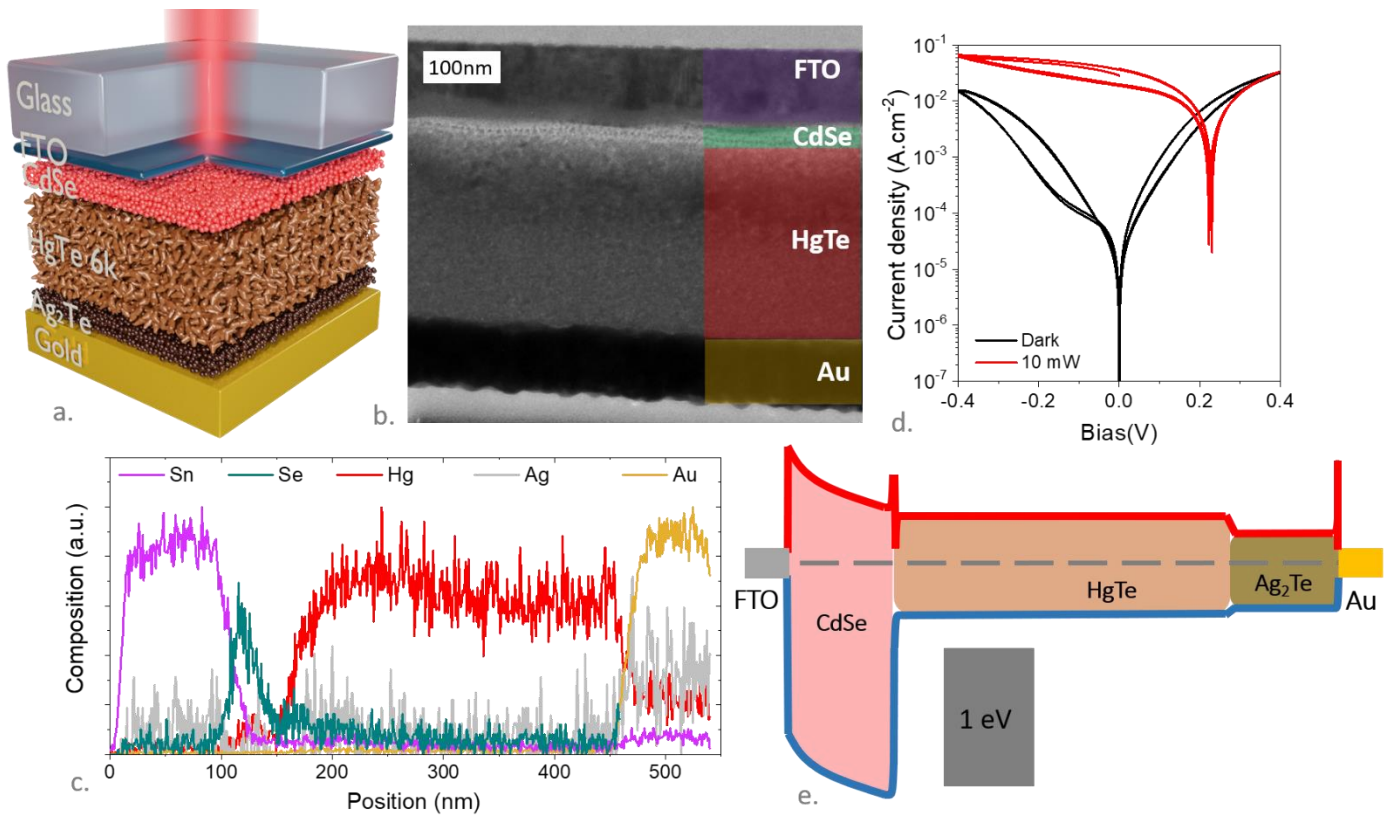 Glass
FTO
CdSe
HgTe 6k
Ag₂Te
Gold
a.
100nm
FTO
CdSe
HgTe
Au
b.
10⁻¹
10⁻²
10⁻³
10⁻⁴
10⁻⁵
10⁻⁶
10⁻⁷
Current density (A.cm⁻²)
Dark
10 mW
-0.4 -0.2 0.0 0.2 0.4
Bias(V)
d.
Sn Se Hg Ag Au
Composition (a.u.)
0 100 200 300 400 500
Position (nm)
c.
FTO
CdSe
HgTe
Ag₂Te
Au
1 eV
e.